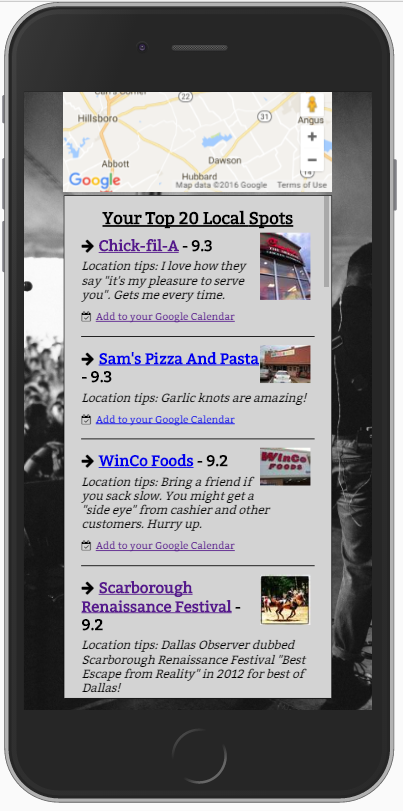 22
Hillsboro
31
Angus
+
Abbott
Dawson
−
Hubbard
Google
Map data ©2016 Google
Terms of Use
Your Top 20 Local Spots
➔ Chick-fil-A - 9.3
Location tips: I love how they
say "it's my pleasure to serve
you". Gets me every time.
Add to your Google Calendar
➔ Sam's Pizza And Pasta
- 9.3
Location tips: Garlic knots are amazing!
Add to your Google Calendar
➔ WinCo Foods - 9.2
WinCo
FOODS
Location tips: Bring a friend if
you sack slow. You might get a
"side eye" from cashier and other
customers. Hurry up.
Add to your Google Calendar
➔ Scarborough
Renaissance Festival -
9.2
Location tips: Dallas Observer dubbed
Scarborough Renaissance Festival "Best
Escape from Reality" in 2012 for best of
Dallas!